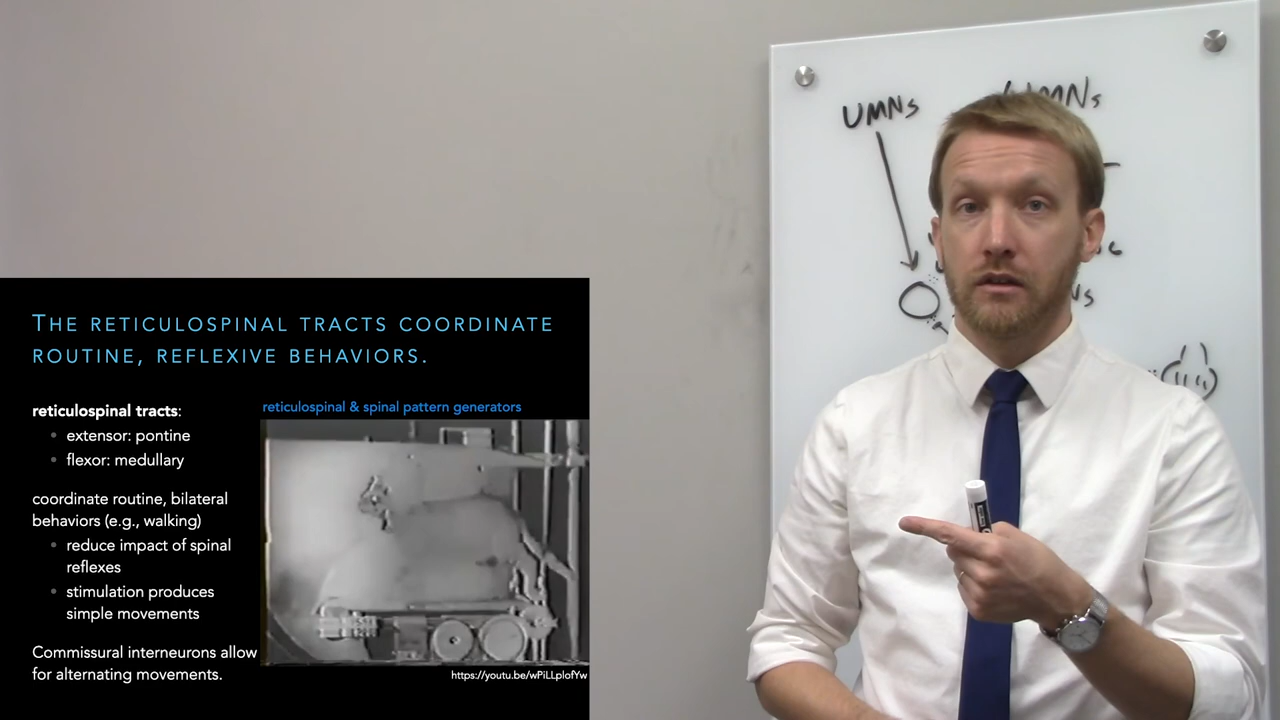 UMNs
THE RETICULOSPINAL TRACTS COORDINATE
ROUTINE, REFLEXIVE BEHAVIORS.
reticulospinal tracts:
• extensor: pontine
• flexor: medullary
coordinate routine, bilateral
behaviors (e.g., walking)
• reduce impact of spinal
reflexes
• stimulation produces
simple movements
Commissural interneurons allow
for alternating movements.
reticulospinal & spinal pattern generators
https://youtu.be/wPiLLplofYw